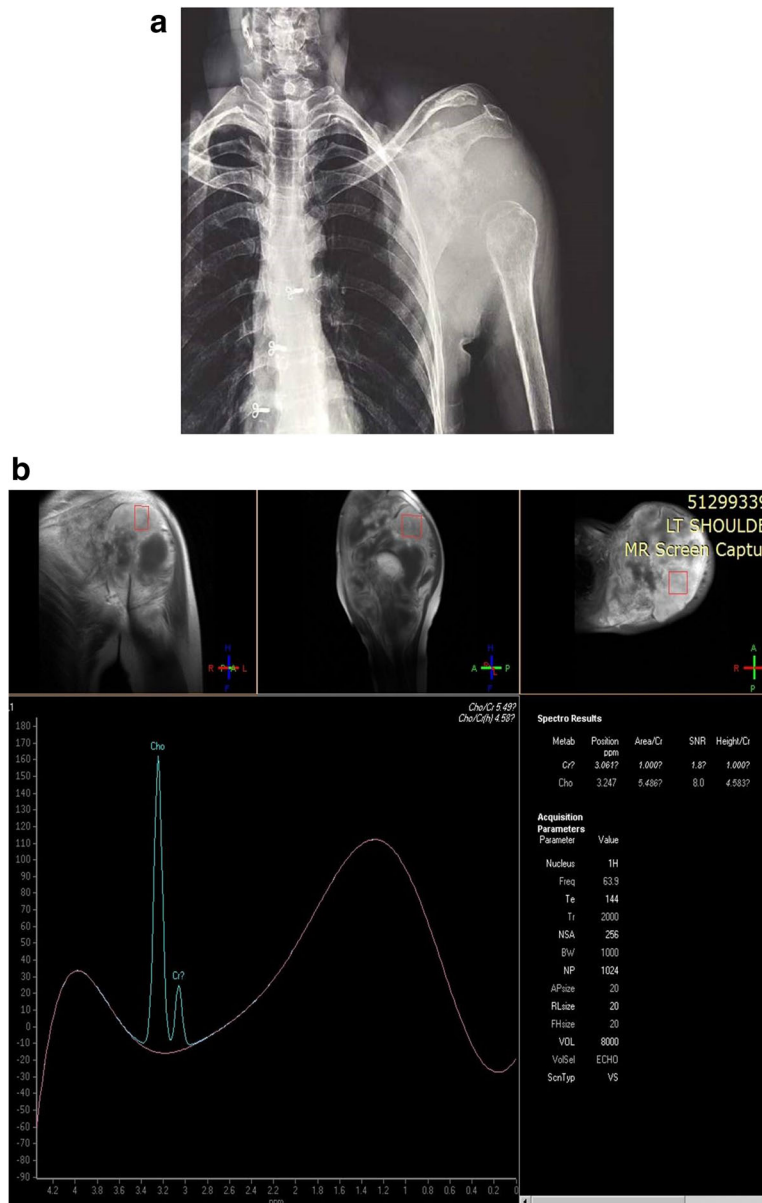 a
b
51299339
LT SHOULDE
MR Screen Captu
H
R P A L
F
H
A P
F
A
R
P
.1
Cho/Cr 5.49?
Cho/Cr(h) 4.58?
180
170
160
150
140
130
120
110
100
90
80
70
60
50
40
30
20
10
0
-10
-20
-30
-40
-50
-60
-70
-80
-90
Cho
Cr?
4.2 4 3.8 3.6 3.4 3.2 3 2.8 2.6 2.4 2.2 2 1.8 1.6 1.4 1.2 1 0.8 0.6 0.4 0.2 0
ppm
Spectro Results
Metab Position ppm Area/Cr SNR Height/Cr
Cr? 3.061? 1.000? 1.8? 1.000?
Cho 3.247 5.486? 8.0 4.583?
Acquisition
Parameters
Parameter Value
Nucleus 1H
Freq 63.9
Te 144
Tr 2000
NSA 256
BW 1000
NP 1024
APsize 20
RLsize 20
FHsize 20
VOL 8000
VolSel ECHO
ScnTyp VS